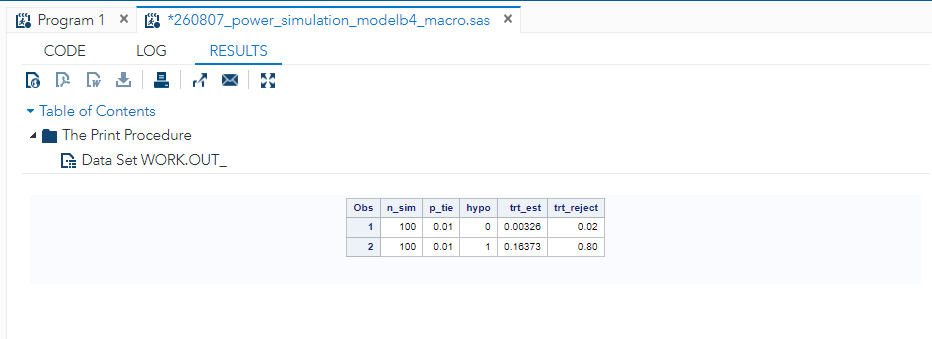 Program 1 × *260807_power_simulation_modelb4_macro.sas ×
CODE LOG RESULTS
Table of Contents
The Print Procedure
Data Set WORK.OUT_
Obs n_sim p_tie hypo trt_est trt_reject
1 100 0.01 0 0.00326 0.02
2 100 0.01 1 0.16373 0.80